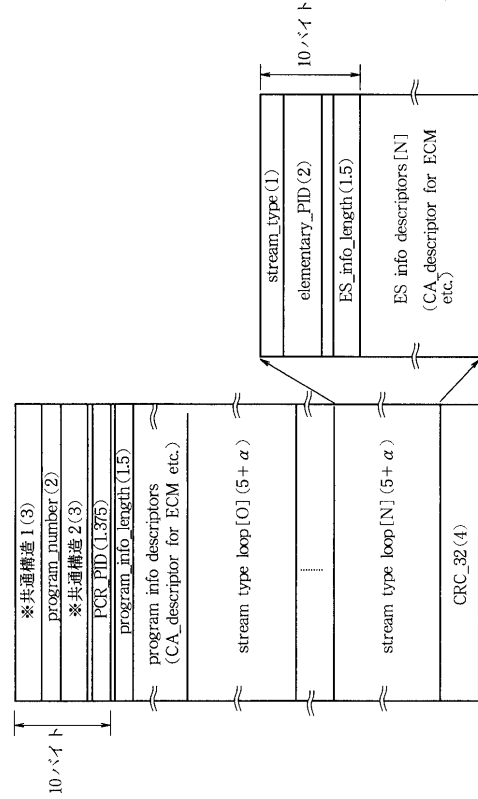 10バイト
※共通構造1(3)
program_number(2)
※共通構造2(3)
PCR_PID(1.375)
program_info_length(1.5)
program info descriptors
(CA_descriptor for ECM etc.)
stream type loop[O](5+α)
………
stream type loop[N](5+α)
CRC_32(4)
10バイト
stream_type(1)
elementary_PID(2)
ES_info_length(1.5)
ES info descriptors[N]
(CA_descriptor for ECM
etc.)